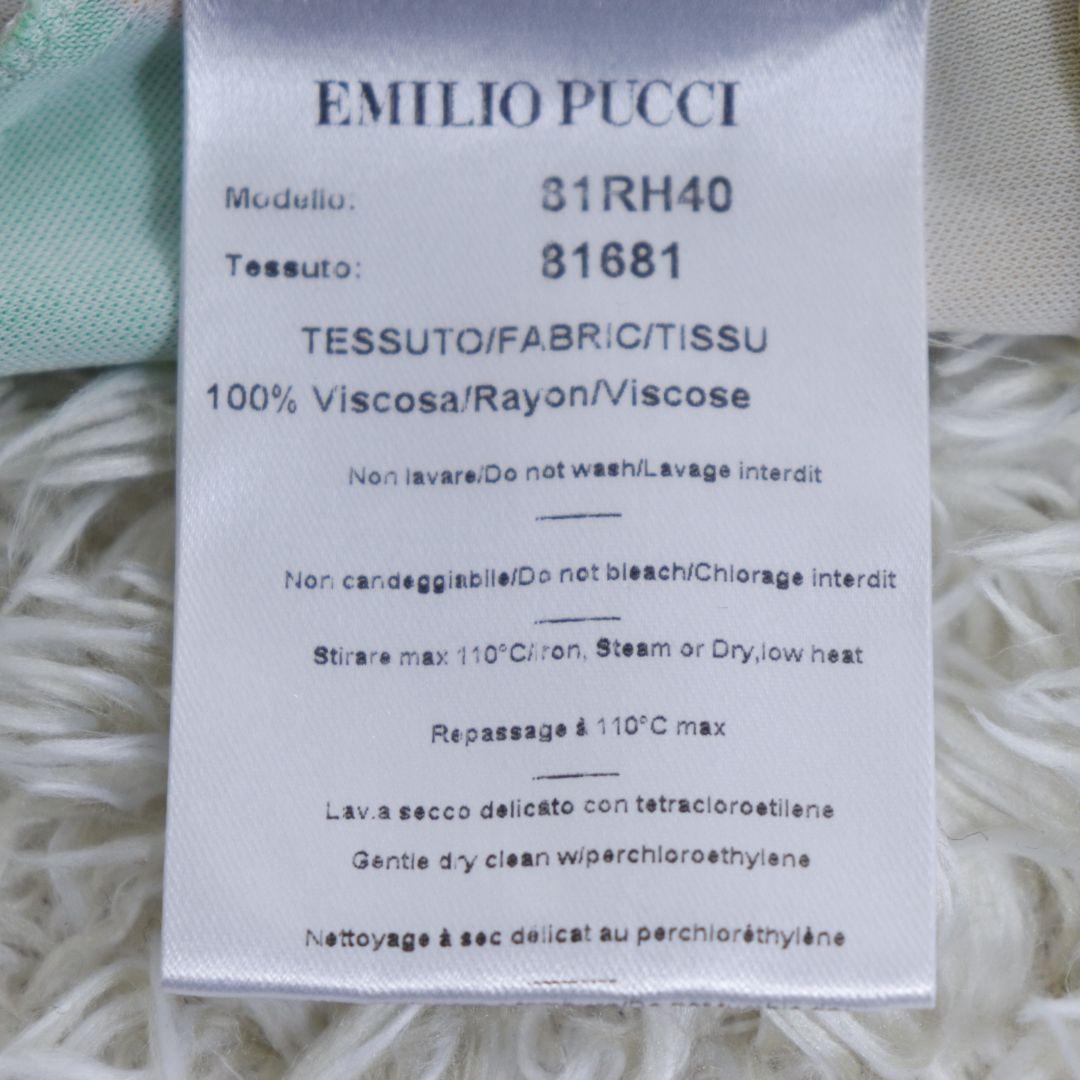 EMILIO PUCCI
Modello: 81RH40
Tessuto: 81681
TESSUTO/FABRIC/TISSU
100% Viscosa/Rayon/Viscose
Non lavare/Do not wash/Lavage interdit
Non candeggiabile/Do not bleach/Chlorage interdit
Stirare max 110°C/Iron, Steam or Dry,low heat
Repassage à 110°C max
Lav.a secco delicato con tetracloroetilene
Gentle dry clean w/perchloroethylene
Nettoyage à sec délicat au perchloréthylène